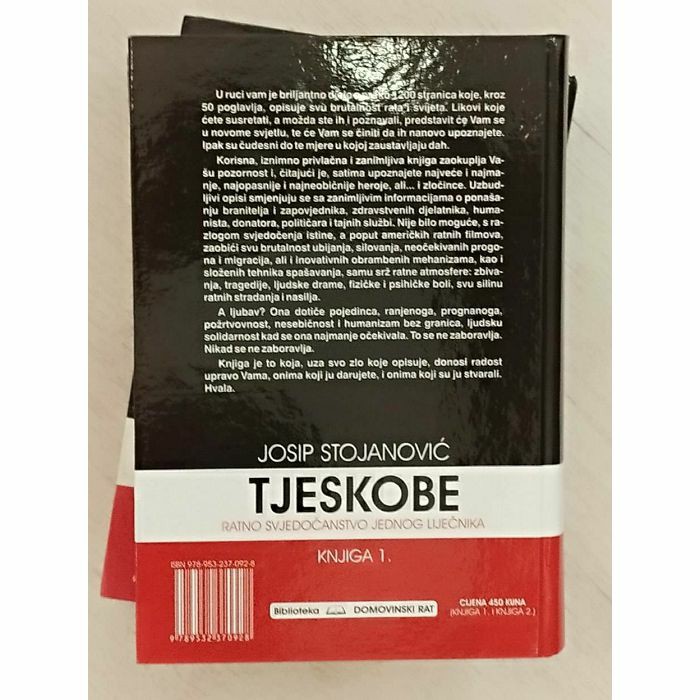 U ruci vam je briljantno djelo 1200 stranica koje, kroz
50 poglavlja, opisuje svu brutalnost rata i svijeta. Likovi koje
ćete susretati, a možda ste ih i poznavali, predstavit će Vam se
u novome svjetlu, te će Vam se činiti da ih nanovo upoznajete.
Ipak su čudesni do te mjere u kojoj zaustavljaju dah.
Korisna, iznimno privlačna i zanimljiva knjiga zaokuplja Va-
šu pozornost i, čitajući je, satima upoznajete najveće i najma-
nje, najopasnije i najneobičnije heroje, ali... i zločince. Uzbud-
ljivi opisi smjenjuju se sa zanimljivim informacijama o ponaša-
nju branitelja i zapovjednika, zdravstvenih djelatnika, huma-
nista, donatora, političara i tajnih službi. Nije bilo moguće, s ra-
zlogom svjedočenja istine, a poput američkih ratnih filmova,
zaobići svu brutalnost ubijanja, silovanja, neočekivanih progo-
na i migracija, ali i inovativnih obrambenih mehanizama, kao i
složenih tehnika spašavanja, samu srž ratne atmosfere: zbiva-
nja, tragedije, ljudske drame, fizičke i psihičke boli, svu silinu
ratnih stradanja i nasilja.
A ljubav? Ona dotiče pojedinca, ranjenoga, prognanoga,
požrtvovnost, nesebičnost i humanizam bez granica, ljudsku
solidarnost kad se ona najmanje očekivala. To se ne zaboravlja.
Nikad se ne zaboravlja.
Knjiga je to koja, uza svo zlo koje opisuje, donosi radost
upravo Vama, onima koji ju darujete, i onima koji su ju stvarali.
Hvala.
JOSIP STOJANOVIĆ
TJESKOBE
RATNO SVJEDOČANSTVO JEDNOG LIJEČNIKA
KNJIGA 1.
ISBN 978-953-237-092-8
9 789532 370928
Biblioteka DOMOVINSKI RAT
CIJENA 450 KUNA
(KNJIGA 1. I KNJIGA 2.)